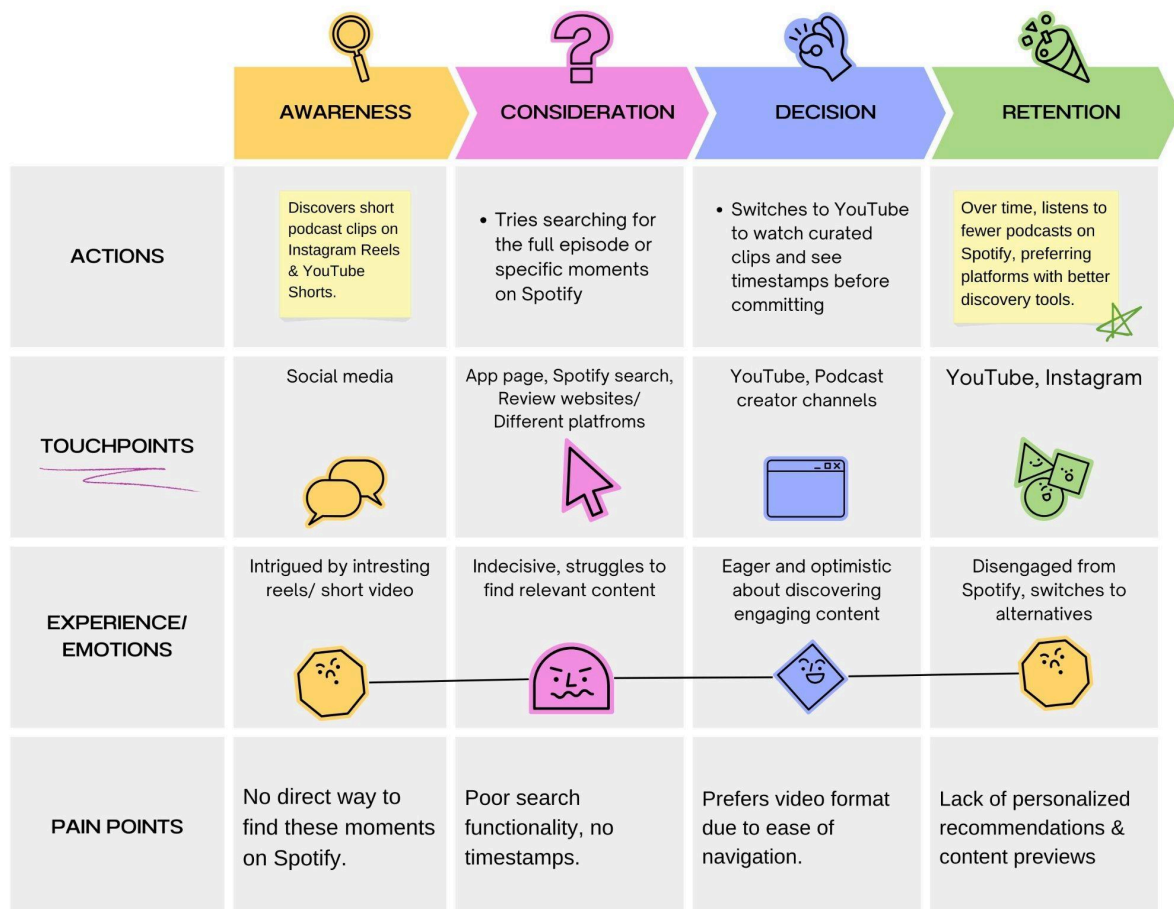 AWARENESS
CONSIDERATION
DECISION
RETENTION
ACTIONS
Discovers short
podcast clips on
Instagram Reels
& YouTube
Shorts.
• Tries searching for
the full episode or
specific moments
on Spotify
• Switches to YouTube
to watch curated
clips and see
timestamps before
committing
Over time, listens to
fewer podcasts on
Spotify, preferring
platforms with better
discovery tools.
TOUCHPOINTS
Social media
App page, Spotify search,
Review websites/
Different platfroms
YouTube, Podcast
creator channels
YouTube, Instagram
EXPERIENCE/
EMOTIONS
Intrigued by intresting
reels/ short video
Indecisive, struggles to
find relevant content
Eager and optimistic
about discovering
engaging content
Disengaged from
Spotify, switches to
alternatives
PAIN POINTS
No direct way to
find these moments
on Spotify.
Poor search
functionality, no
timestamps.
Prefers video format
due to ease of
navigation.
Lack of personalized
recommendations &
content previews